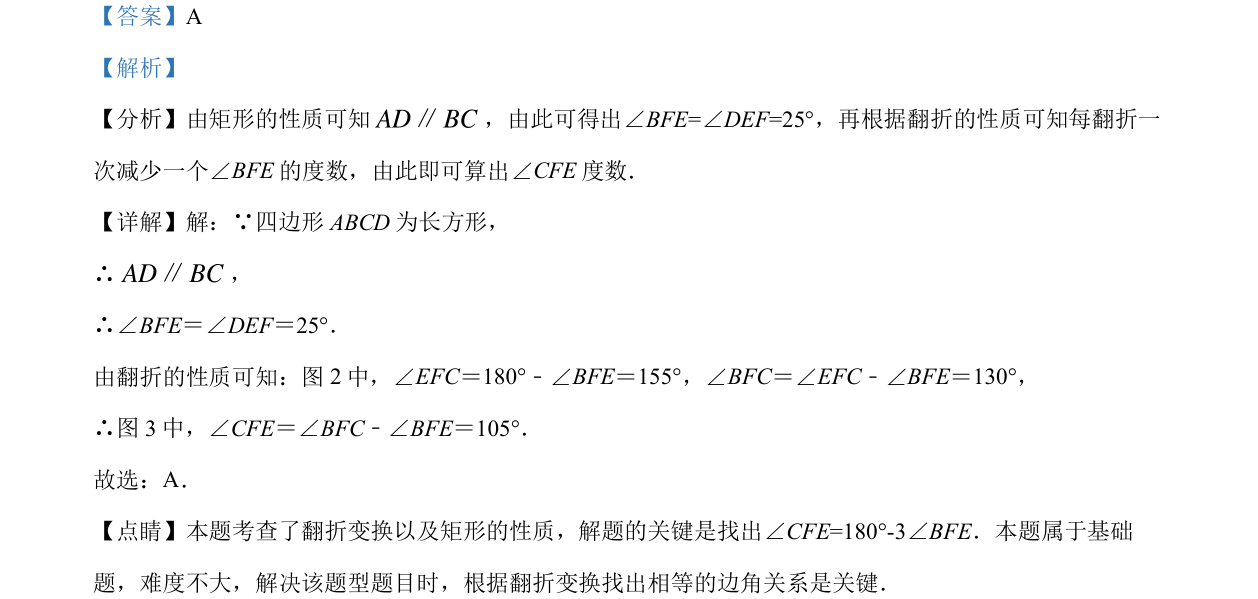 【答案】A
【解析】
【分析】由矩形的性质可知 AD∥BC，由此可得出∠BFE=∠DEF=25°，再根据翻折的性质可知每翻折一
次减少一个∠BFE 的度数，由此即可算出∠CFE 度数．
【详解】解：∵四边形 ABCD 为长方形，
∴ AD∥BC，
∴∠BFE＝∠DEF＝25°．
由翻折的性质可知：图 2 中，∠EFC＝180°﹣∠BFE＝155°，∠BFC＝∠EFC﹣∠BFE＝130°，
∴图 3 中，∠CFE＝∠BFC﹣∠BFE＝105°．
故选：A．
【点睛】本题考查了翻折变换以及矩形的性质，解题的关键是找出∠CFE=180°-3∠BFE．本题属于基础
题，难度不大，解决该题型题目时，根据翻折变换找出相等的边角关系是关键．